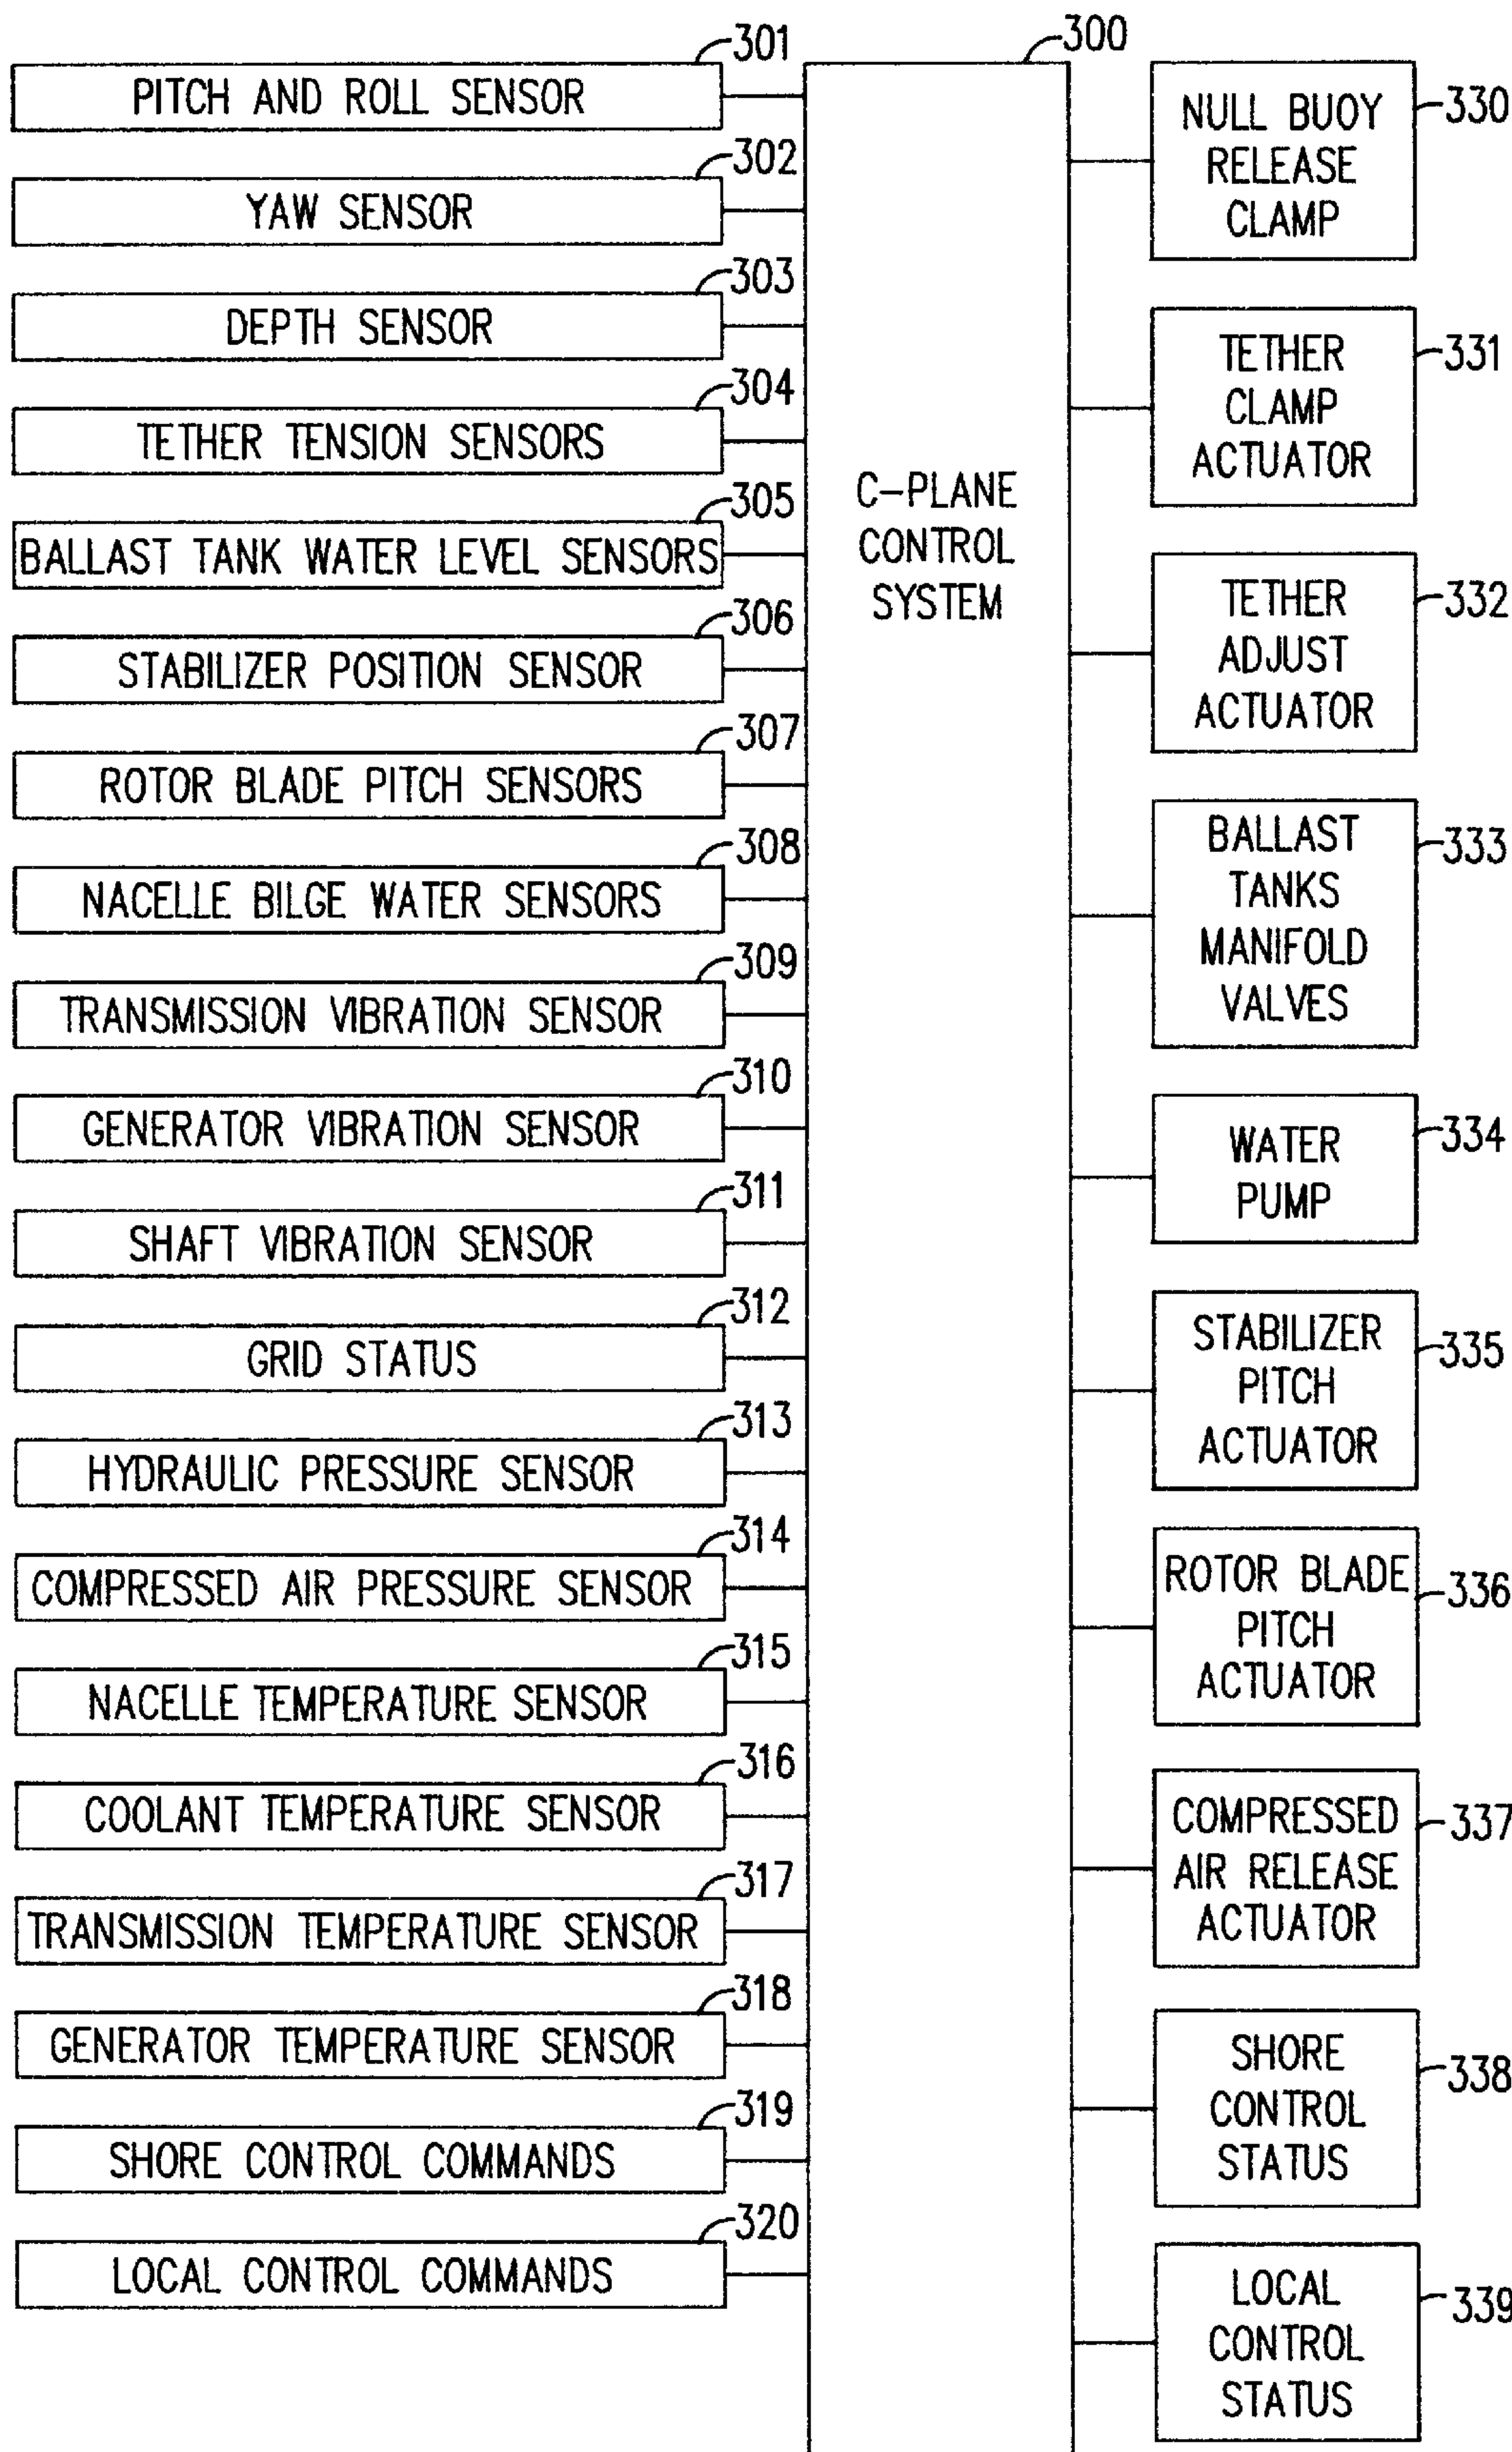 301
PITCH AND ROLL SENSOR
302
YAW SENSOR
303
DEPTH SENSOR
304
TETHER TENSION SENSORS
305
BALLAST TANK WATER LEVEL SENSORS
306
STABILIZER POSITION SENSOR
307
ROTOR BLADE PITCH SENSORS
308
NACELLE BILGE WATER SENSORS
309
TRANSMISSION VIBRATION SENSOR
310
GENERATOR VIBRATION SENSOR
311
SHAFT VIBRATION SENSOR
312
GRID STATUS
313
HYDRAULIC PRESSURE SENSOR
314
COMPRESSED AIR PRESSURE SENSOR
315
NACELLE TEMPERATURE SENSOR
316
COOLANT TEMPERATURE SENSOR
317
TRANSMISSION TEMPERATURE SENSOR
318
GENERATOR TEMPERATURE SENSOR
319
SHORE CONTROL COMMANDS
320
LOCAL CONTROL COMMANDS
300
C-PLANE
CONTROL
SYSTEM
330
NULL BUOY
RELEASE
CLAMP
331
TETHER
CLAMP
ACTUATOR
332
TETHER
ADJUST
ACTUATOR
333
BALLAST
TANKS
MANIFOLD
VALVES
334
WATER
PUMP
335
STABILIZER
PITCH
ACTUATOR
336
ROTOR BLADE
PITCH
ACTUATOR
337
COMPRESSED
AIR RELEASE
ACTUATOR
338
SHORE
CONTROL
STATUS
339
LOCAL
CONTROL
STATUS